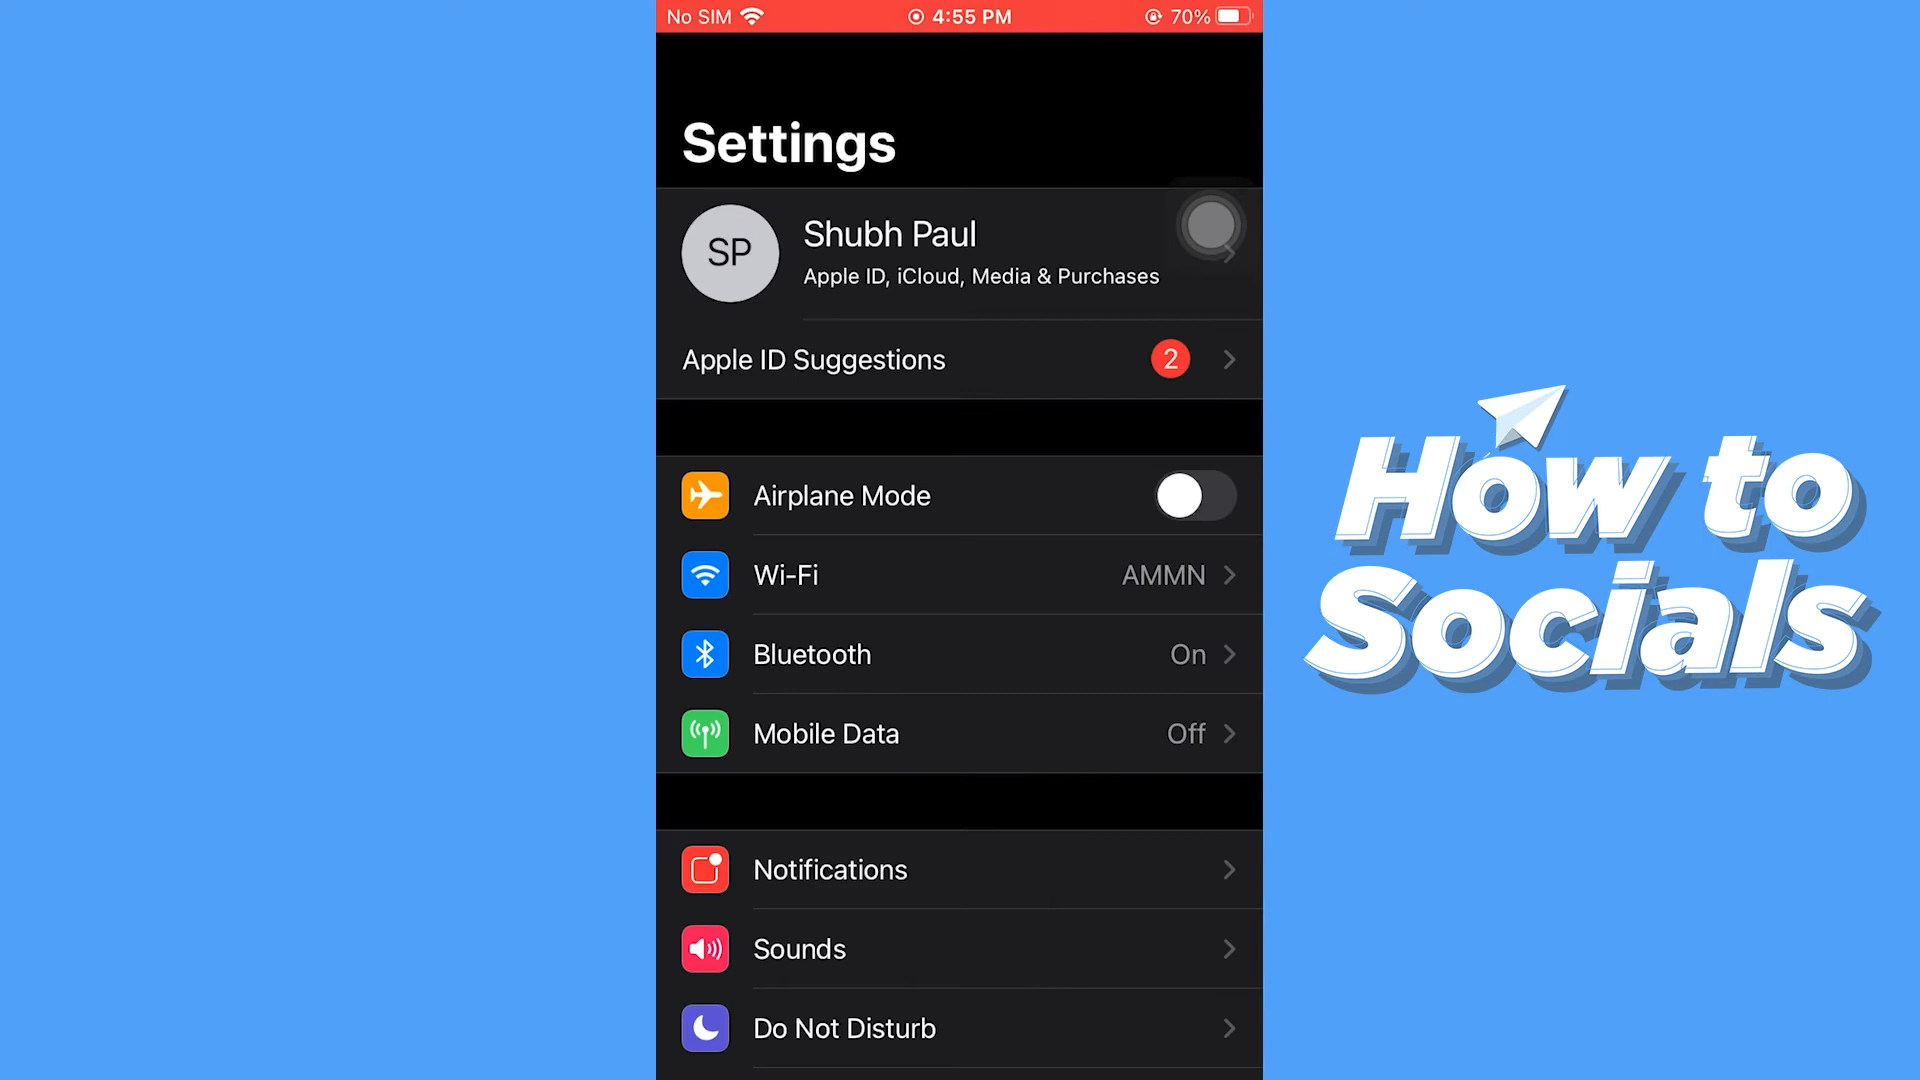 No SIM 4:55 PM 70%
Settings
SP
Shubh Paul
Apple ID, iCloud, Media & Purchases
Apple ID Suggestions 2
Airplane Mode
Wi-Fi AMMN
Bluetooth On
Mobile Data Off
Notifications
Sounds
Do Not Disturb
How to
Socials